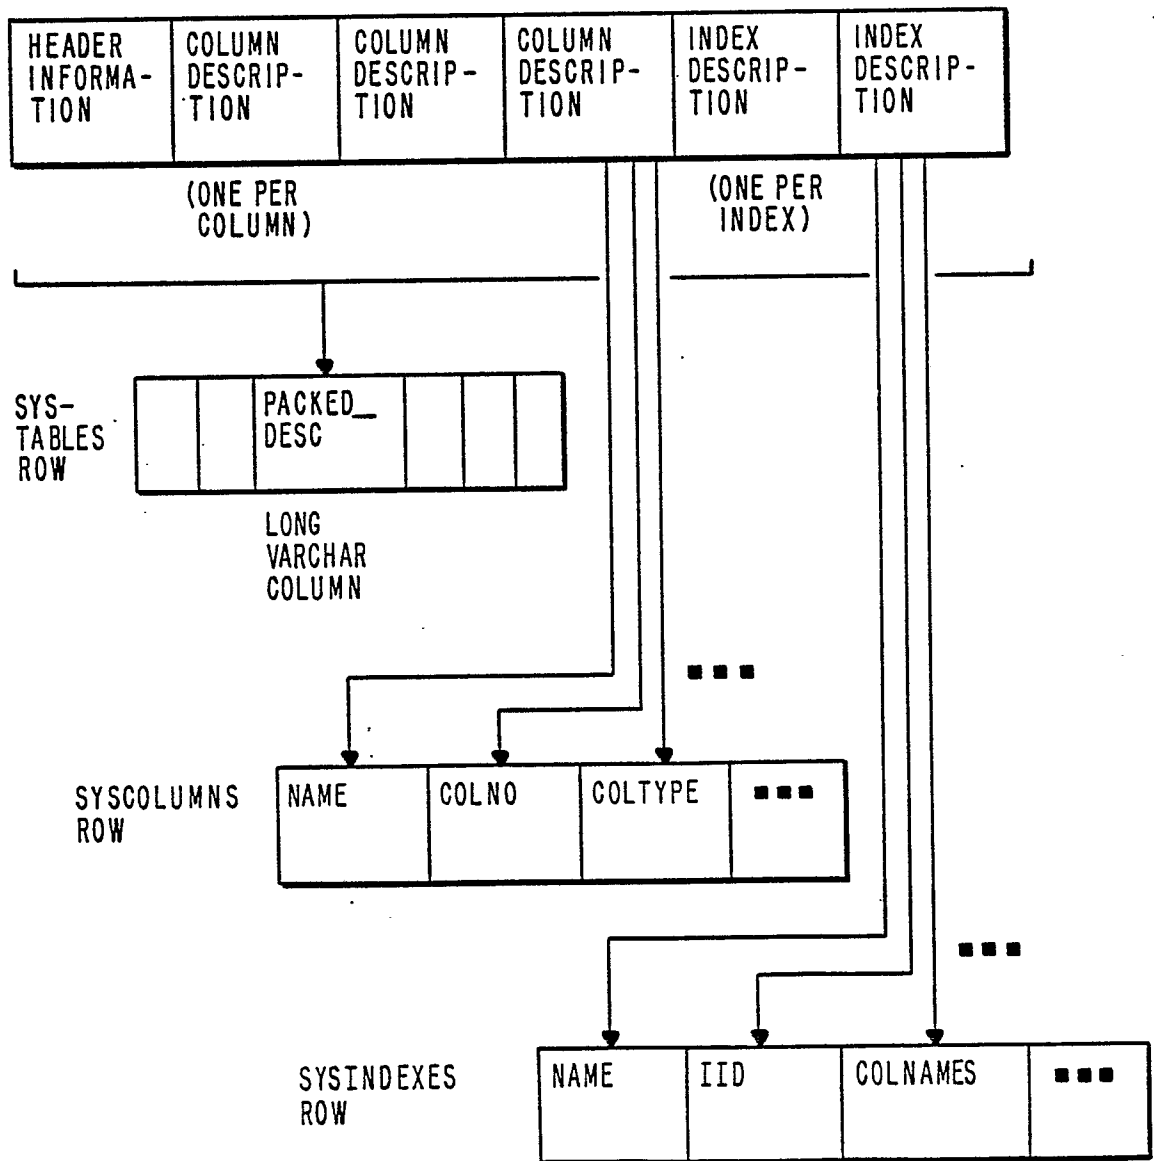 HEADER INFORMA- TION
COLUMN DESCRIP- TION
COLUMN DESCRIP- TION
COLUMN DESCRIP- TION
INDEX DESCRIP- TION
INDEX DESCRIP- TION
(ONE PER
COLUMN)
(ONE PER
INDEX)
SYS-
TABLES
ROW
PACKED_
DESC
LONG
VARCHAR
COLUMN
SYSCOLUMNS
ROW
NAME
COLNO
COLTYPE
SYSINDEXES
ROW
NAME
IID
COLNAMES